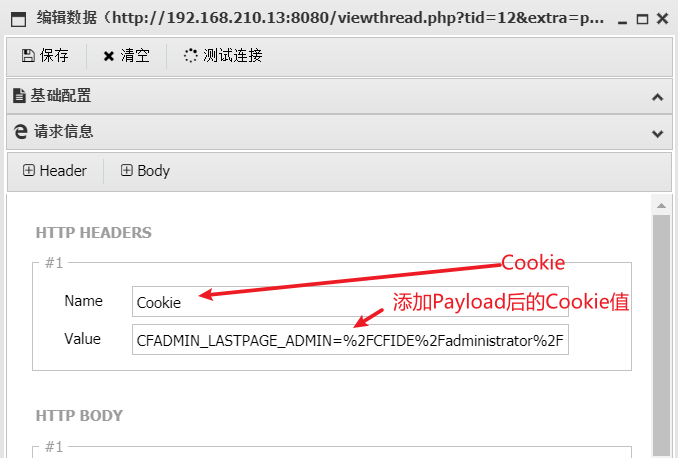 编辑数据（http://192.168.210.13:8080/viewthread.php?tid=12&extra=p...
保存 清空 测试连接
基础配置
请求信息
Header Body
HTTP HEADERS
#1
Cookie
Name Cookie
添加Payload后的Cookie值
Value CFADMIN_LASTPAGE_ADMIN=%2FCFIDE%2Fadministrator%2F
HTTP BODY
#1